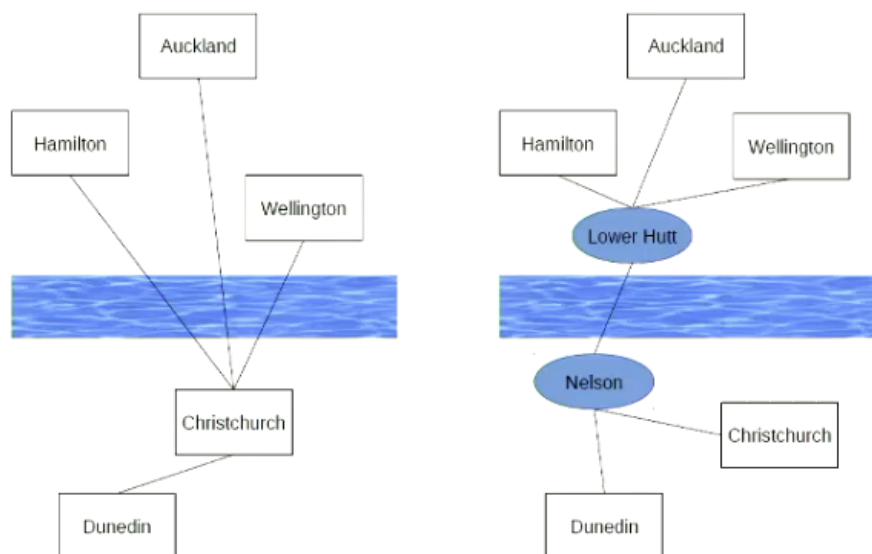 Auckland
Hamilton
Wellington
Christchurch
Dunedin
Auckland
Hamilton
Wellington
Lower Hutt
Nelson
Christchurch
Dunedin